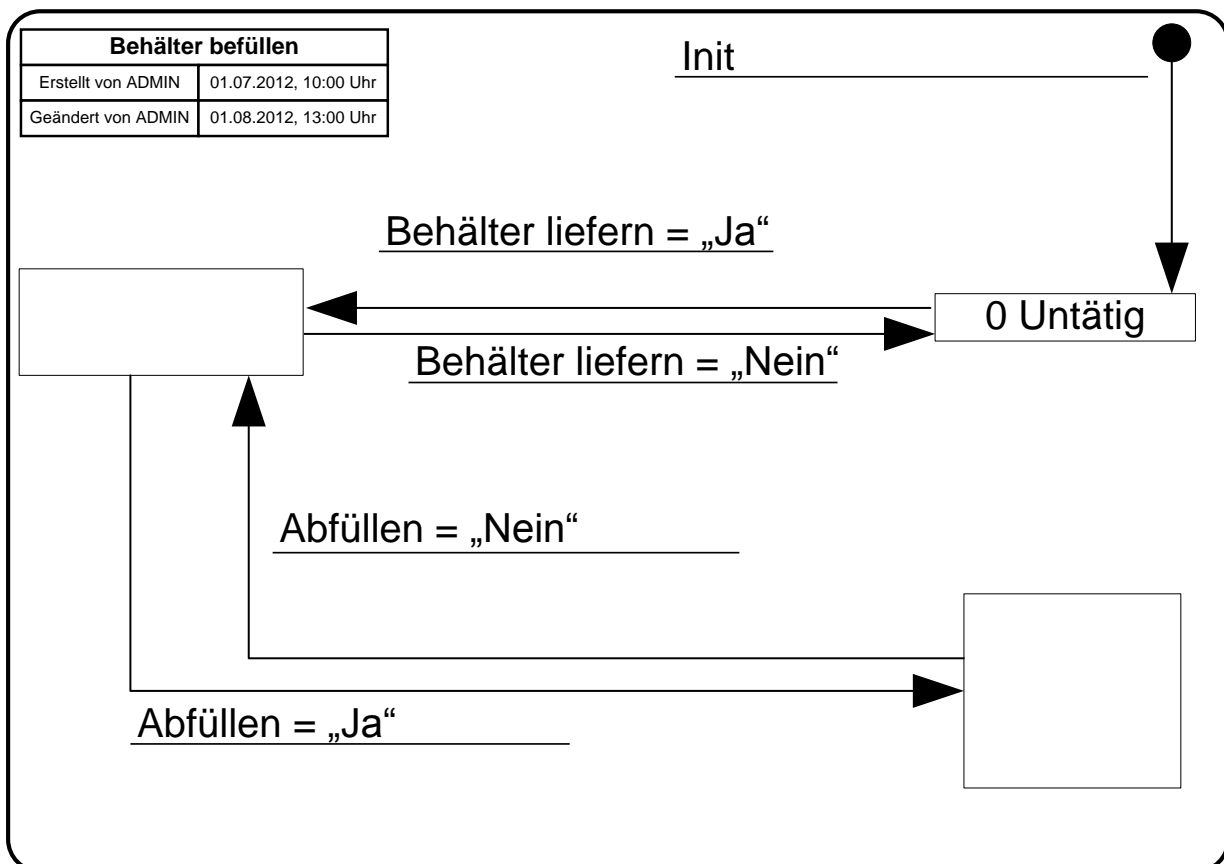 Behälter befüllen
Erstellt von ADMIN 01.07.2012, 10:00 Uhr
Geändert von ADMIN 01.08.2012, 13:00 Uhr
Init
Behälter liefern = „Ja“
0 Untätig
Behälter liefern = „Nein“
Abfüllen = „Nein“
Abfüllen = „Ja“